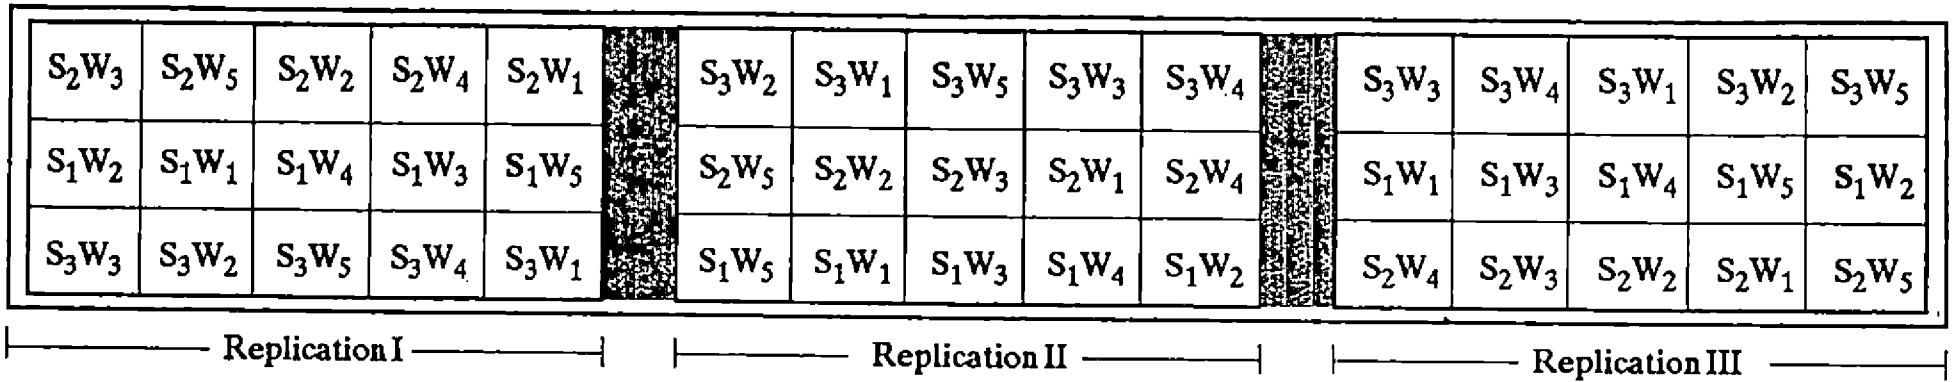 S₂W₃ S₂W₅ S₂W₂ S₂W₄ S₂W₁ S₃W₂ S₃W₁ S₃W₅ S₃W₃ S₃W₄ S₃W₃ S₃W₄ S₃W₁ S₃W₂ S₃W₅
S₁W₂ S₁W₁ S₁W₄ S₁W₃ S₁W₅ S₂W₅ S₂W₂ S₂W₃ S₂W₁ S₂W₄ S₁W₁ S₁W₃ S₁W₄ S₁W₅ S₁W₂
S₃W₃ S₃W₂ S₃W₅ S₃W₄ S₃W₁ S₁W₅ S₁W₁ S₁W₃ S₁W₄ S₁W₂ S₂W₄ S₂W₃ S₂W₂ S₂W₁ S₂W₅
Replication I Replication II Replication III